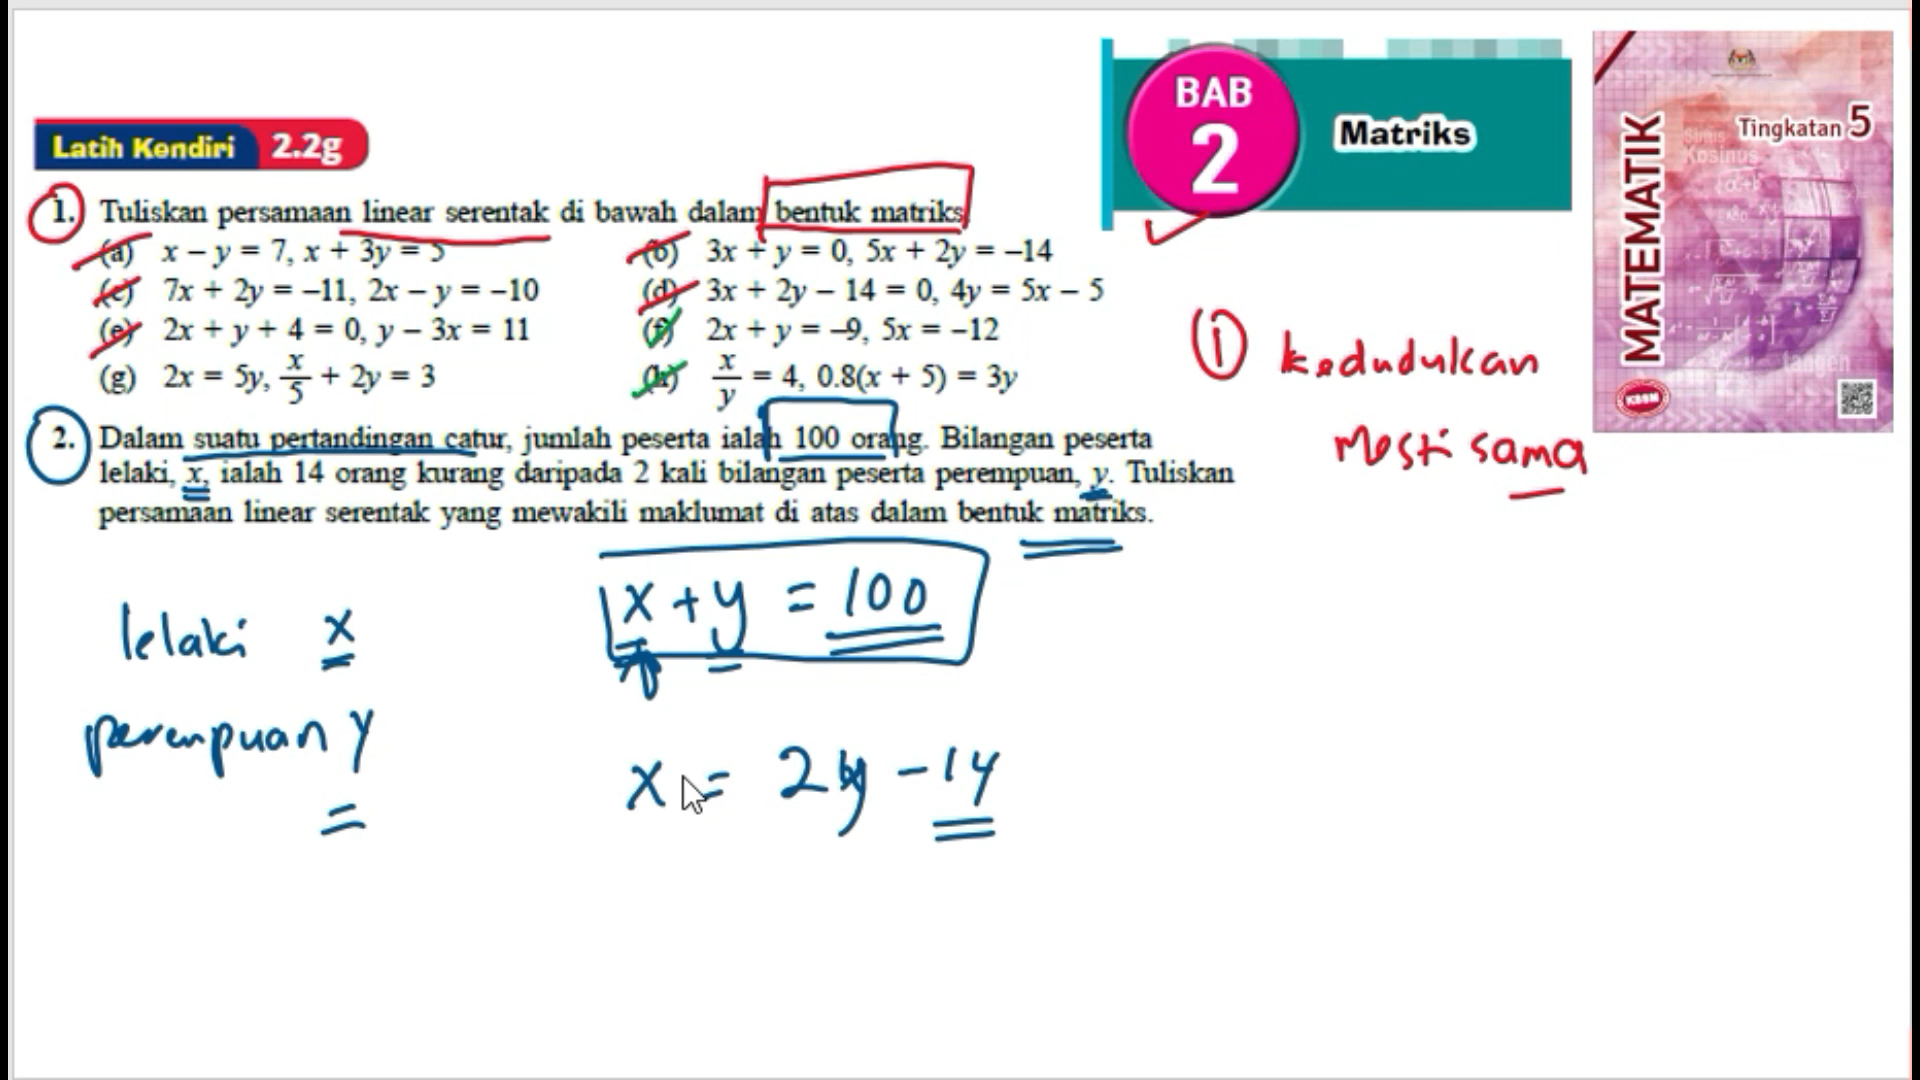 BAB
2
Matriks
MATEMATIK
Tingkatan 5
Sinus
Kosinus
KBSM
Latih Kendiri 2.2g
1. Tuliskan persamaan linear serentak di bawah dalam bentuk matriks
(a) x – y = 7, x + 3y = 5
(b) 3x + y = 0, 5x + 2y = –14
(c) 7x + 2y = –11, 2x – y = –10
(d) 3x + 2y – 14 = 0, 4y = 5x – 5
(e) 2x + y + 4 = 0, y – 3x = 11
(f) 2x + y = –9, 5x = –12
(g) 2x = 5y, x/5 + 2y = 3
(h) x/y = 4, 0.8(x + 5) = 3y
① kedudukan
mesti sama
2. Dalam suatu pertandingan catur, jumlah peserta ialah 100 orang. Bilangan peserta
lelaki, x, ialah 14 orang kurang daripada 2 kali bilangan peserta perempuan, y. Tuliskan
persamaan linear serentak yang mewakili maklumat di atas dalam bentuk matriks.
lelaki x
x + y = 100
perempuan y
x = 2y – 14